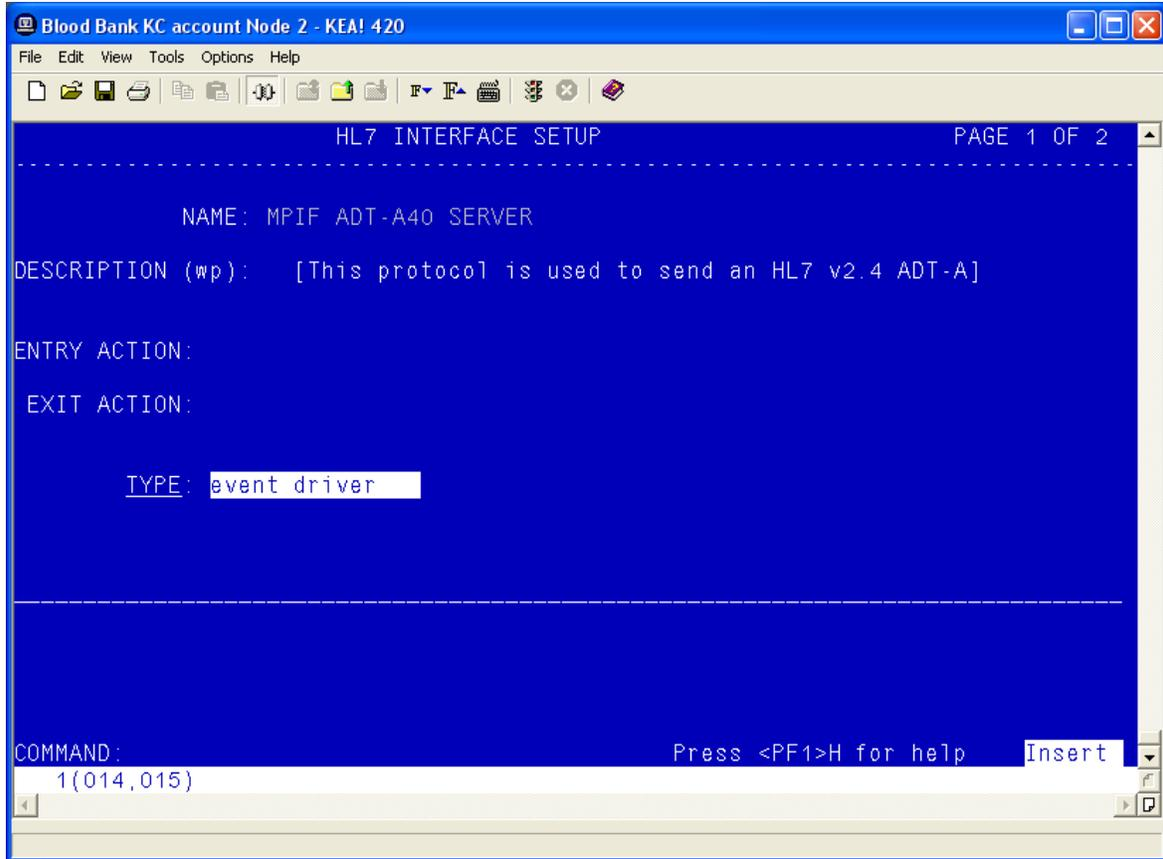 Blood Bank KC account Node 2 - KEA! 420
File Edit View Tools Options Help
HL7 INTERFACE SETUP PAGE 1 OF 2
NAME: MPIF ADT-A40 SERVER
DESCRIPTION (wp): [This protocol is used to send an HL7 v2.4 ADT-A]
ENTRY ACTION:
EXIT ACTION:
TYPE: event driver
COMMAND: Press <PF1>H for help Insert
1(014,015)